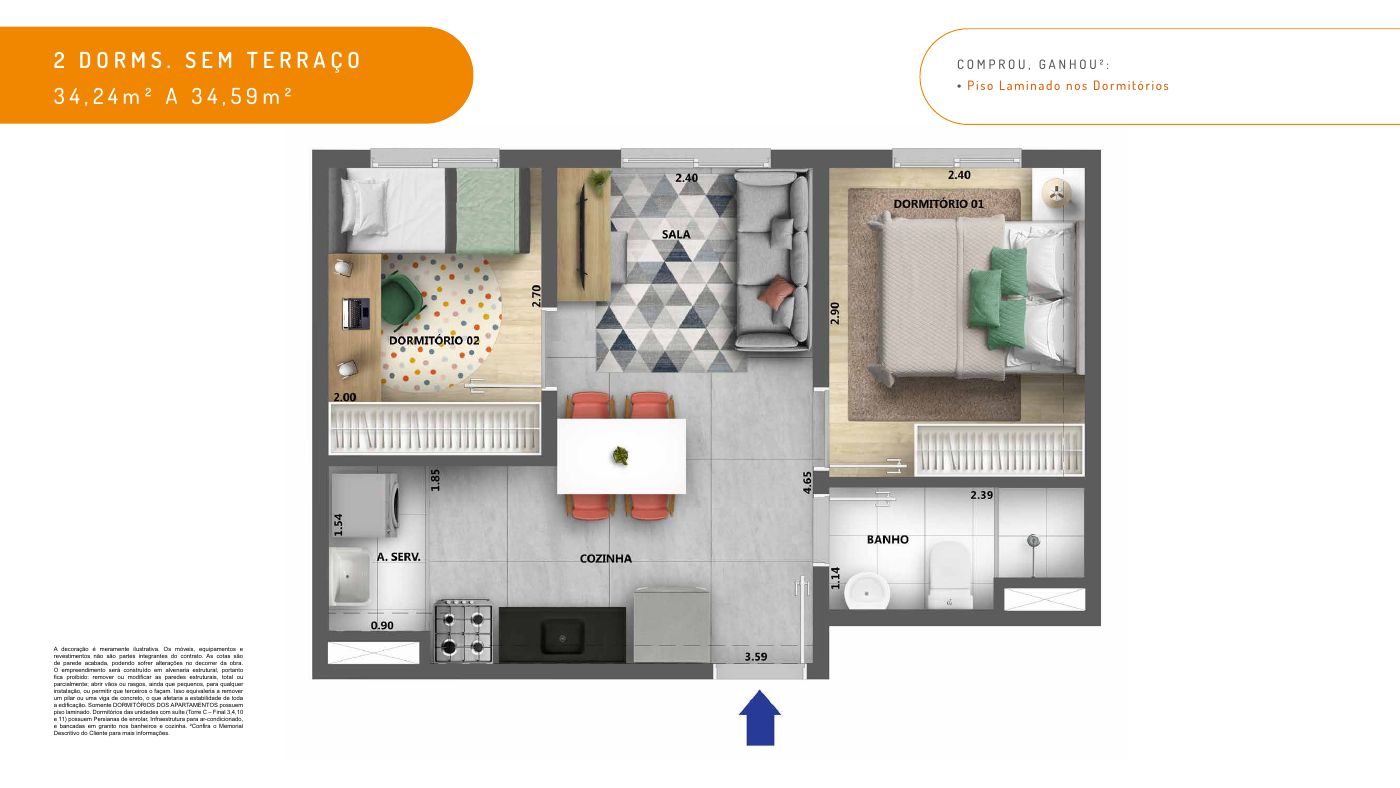 2 DORMS. SEM TERRAÇO
34,24m² A 34,59m²
COMPROU, GANHOU²:
• Piso Laminado nos Dormitórios
2.40
2.40
DORMITÓRIO 01
SALA
2.70
2.90
DORMITÓRIO 02
2.00
1.85
4.65
2.39
1.54
BANHO
A. SERV.
COZINHA
1.14
0.90
3.59
A decoração é meramente ilustrativa. Os móveis, equipamentos e
revestimentos não são partes integrantes do contrato. As cotas são
de parede acabada, podendo sofrer alterações no decorrer da obra.
O empreendimento será construído em alvenaria estrutural, portanto
fica proibido: remover ou modificar as paredes estruturais, total ou
parcialmente; abrir vãos ou rasgos, ainda que pequenos, para qualquer
instalação, ou permitir que terceiros o façam. Isso equivaleria a remover
um pilar ou uma viga de concreto, o que afetaria a estabilidade de toda
a edificação. Somente DORMITÓRIOS DOS APARTAMENTOS possuem
piso laminado. Dormitórios das unidades com suíte (Torre C – Final 3,4,10
e 11) possuem Persianas de enrolar, Infraestrutura para ar-condicionado,
e bancadas em granito nos banheiros e cozinha. ²Confira o Memorial
Descritivo do Cliente para mais informações.